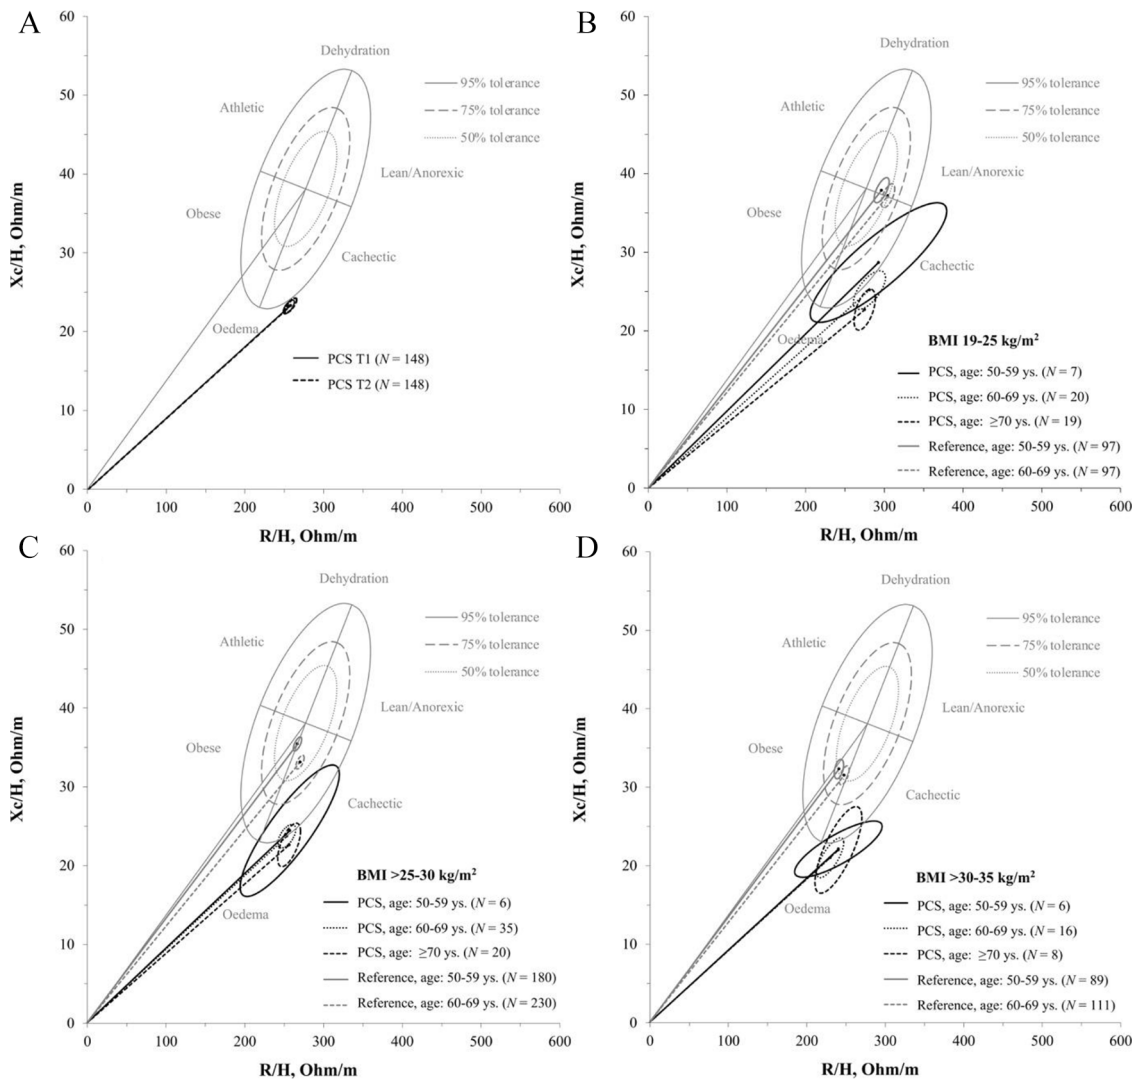 A
60
50
40
30
20
10
0
Xc/H, Ohm/m
Dehydration
Athletic
Lean/Anorexic
Obese
Cachectic
Oedema
95% tolerance
75% tolerance
50% tolerance
PCS T1 (N = 148)
PCS T2 (N = 148)
0 100 200 300 400 500 600
R/H, Ohm/m
B
60
50
40
30
20
10
0
Xc/H, Ohm/m
Dehydration
Athletic
Lean/Anorexic
Obese
Cachectic
Oedema
95% tolerance
75% tolerance
50% tolerance
BMI 19-25 kg/m²
PCS, age: 50-59 ys. (N = 7)
PCS, age: 60-69 ys. (N = 20)
PCS, age: ≥70 ys. (N = 19)
Reference, age: 50-59 ys. (N = 97)
Reference, age: 60-69 ys. (N = 97)
0 100 200 300 400 500 600
R/H, Ohm/m
C
60
50
40
30
20
10
0
Xc/H, Ohm/m
Dehydration
Athletic
Lean/Anorexic
Obese
Cachectic
Oedema
95% tolerance
75% tolerance
50% tolerance
BMI >25-30 kg/m²
PCS, age: 50-59 ys. (N = 6)
PCS, age: 60-69 ys. (N = 35)
PCS, age: ≥70 ys. (N = 20)
Reference, age: 50-59 ys. (N = 180)
Reference, age: 60-69 ys. (N = 230)
0 100 200 300 400 500 600
R/H, Ohm/m
D
60
50
40
30
20
10
0
Xc/H, Ohm/m
Dehydration
Athletic
Lean/Anorexic
Obese
Cachectic
Oedema
95% tolerance
75% tolerance
50% tolerance
BMI >30-35 kg/m²
PCS, age: 50-59 ys. (N = 6)
PCS, age: 60-69 ys. (N = 16)
PCS, age: ≥70 ys. (N = 8)
Reference, age: 50-59 ys. (N = 89)
Reference, age: 60-69 ys. (N = 111)
0 100 200 300 400 500 600
R/H, Ohm/m